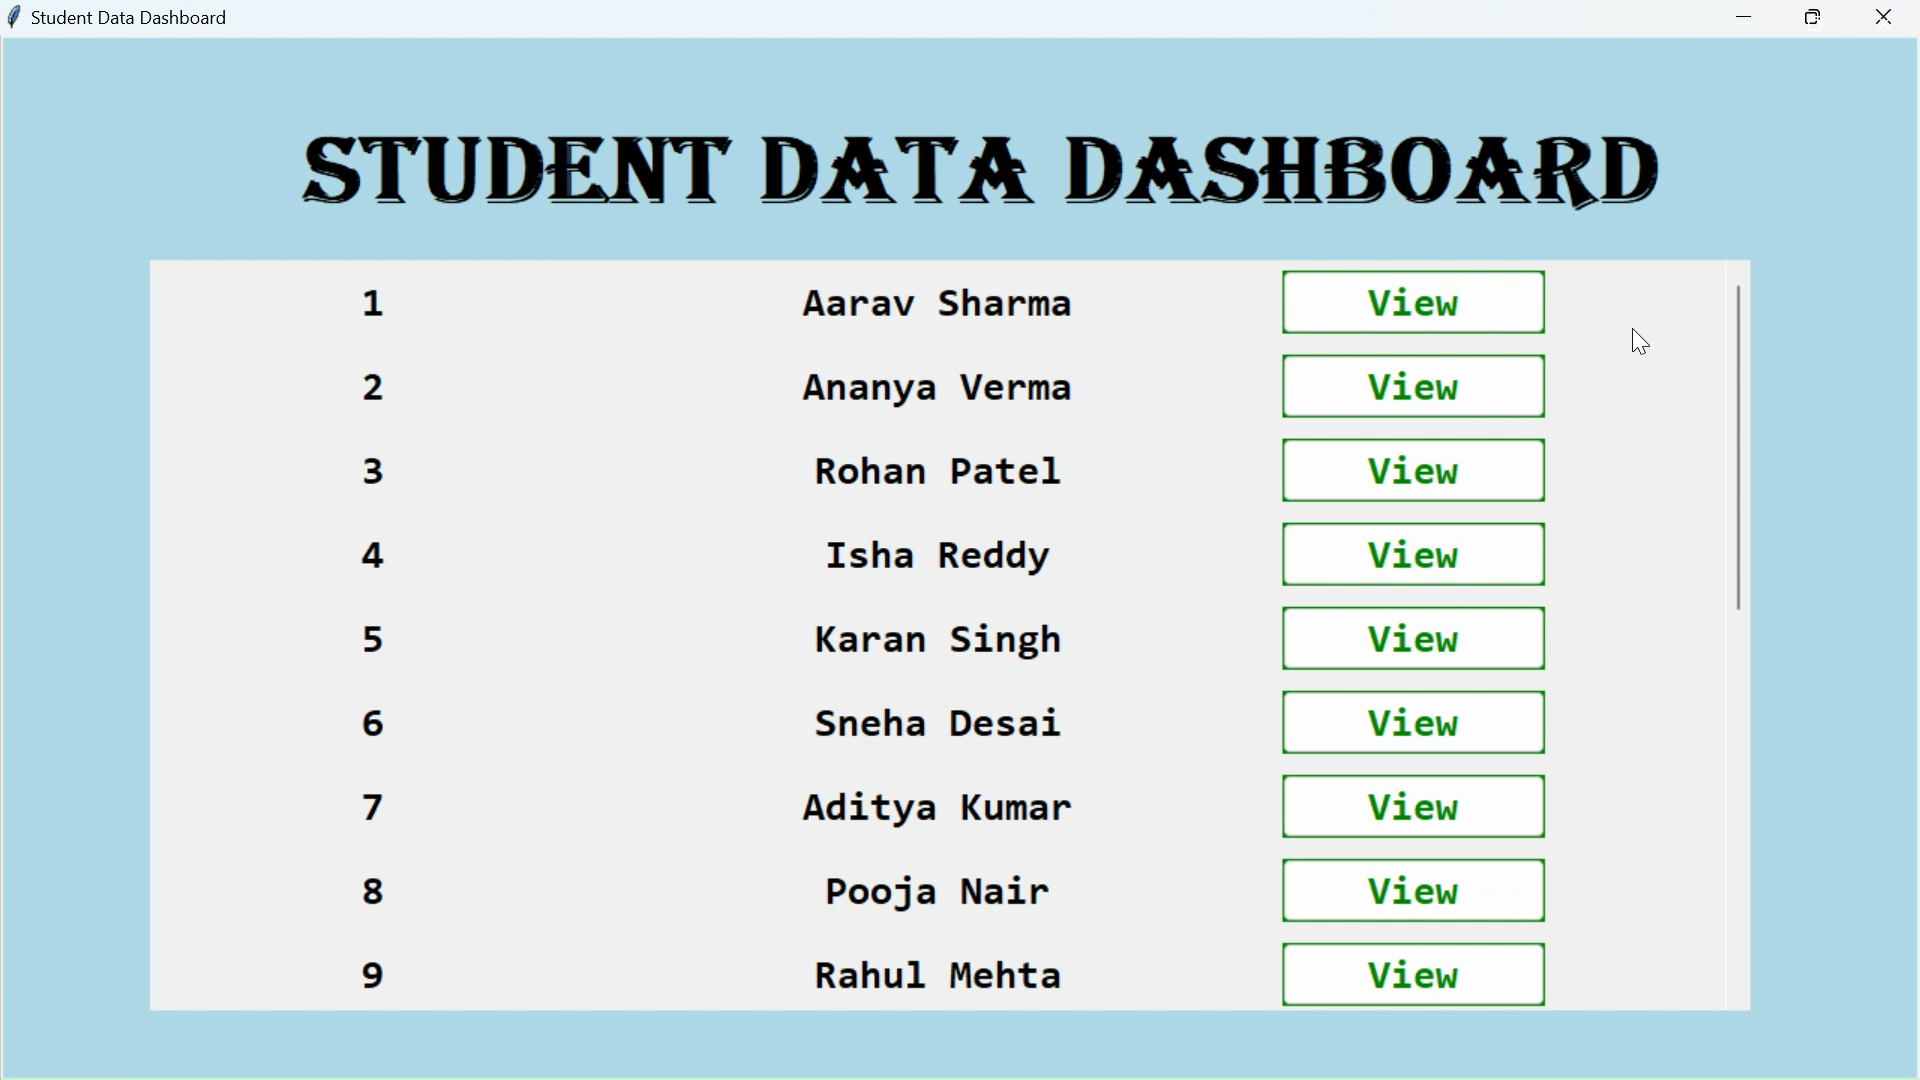 Student Data Dashboard
STUDENT DATA DASHBOARD
1 Aarav Sharma View
2 Ananya Verma View
3 Rohan Patel View
4 Isha Reddy View
5 Karan Singh View
6 Sneha Desai View
7 Aditya Kumar View
8 Pooja Nair View
9 Rahul Mehta View